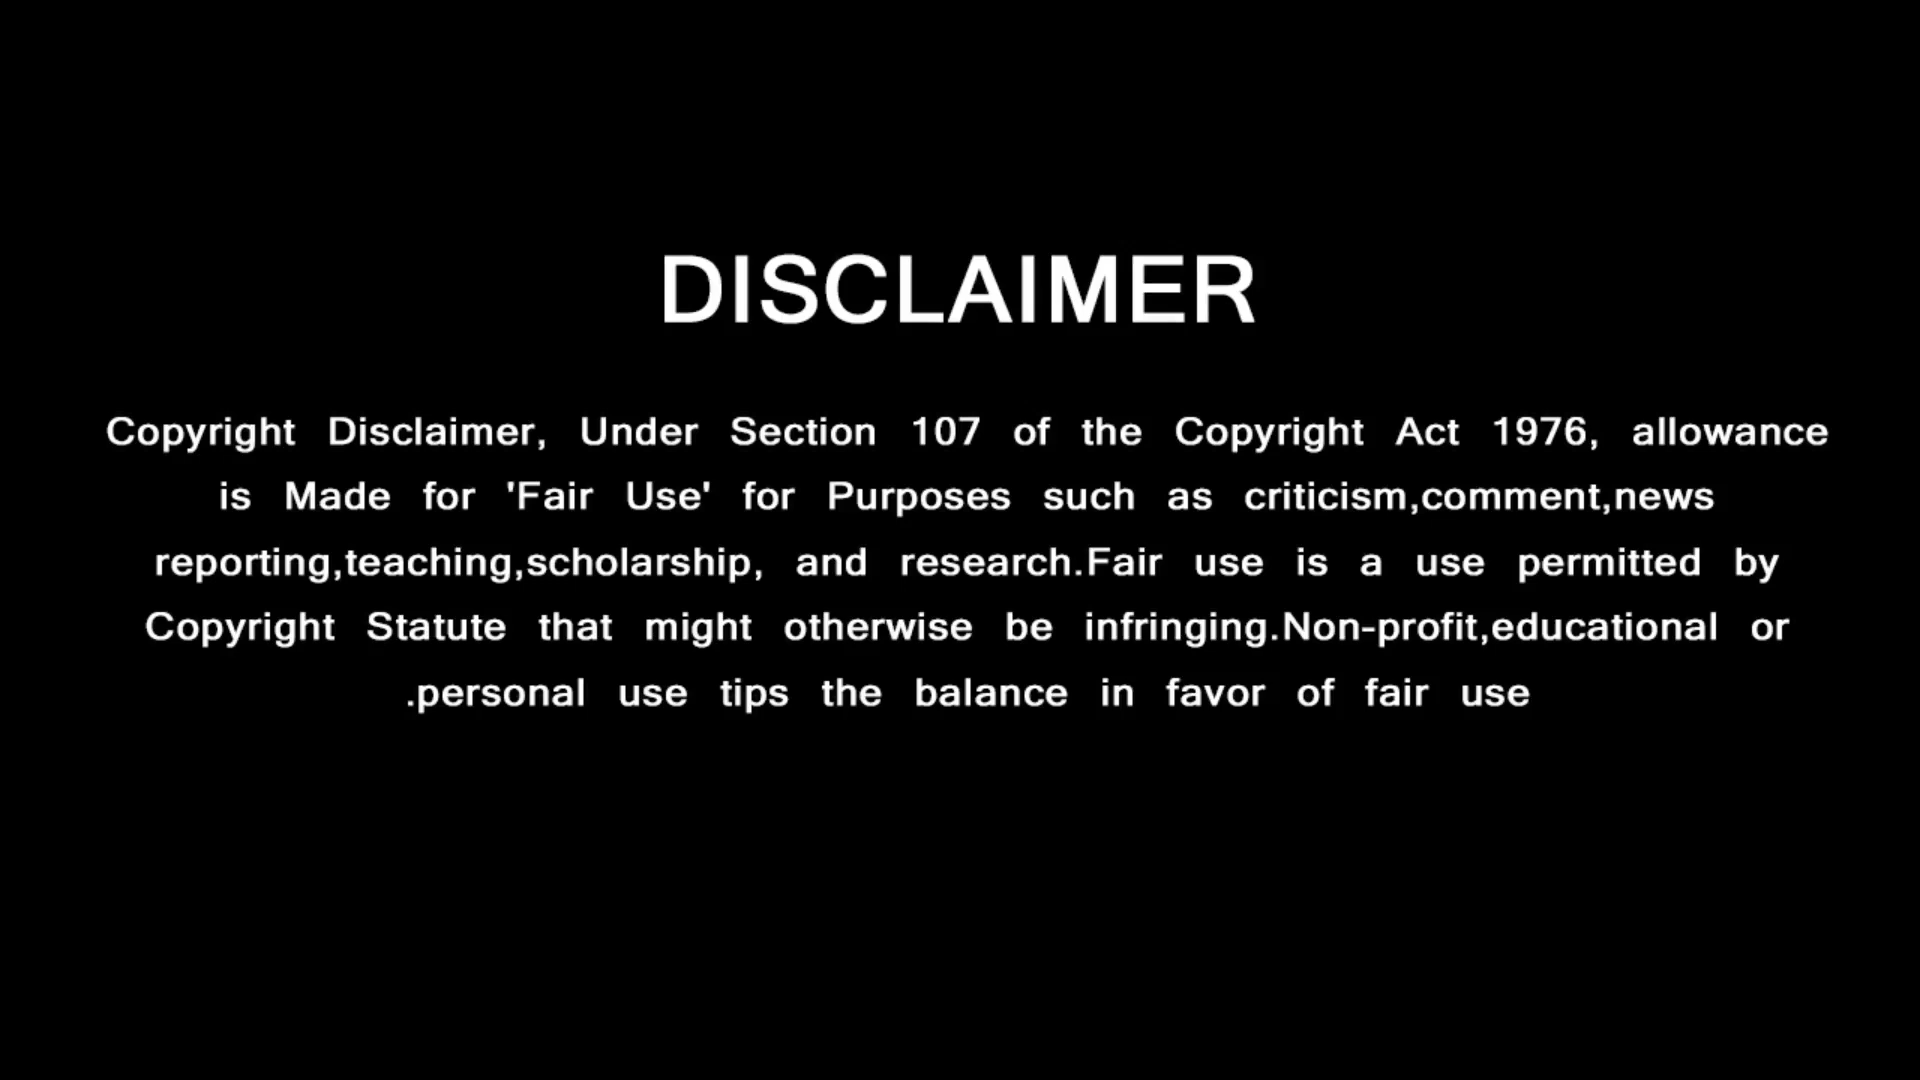 DISCLAIMER
Copyright Disclaimer, Under Section 107 of the Copyright Act 1976, allowance
is Made for 'Fair Use' for Purposes such as criticism,comment,news
reporting,teaching,scholarship, and research.Fair use is a use permitted by
Copyright Statute that might otherwise be infringing.Non-profit,educational or
.personal use tips the balance in favor of fair use